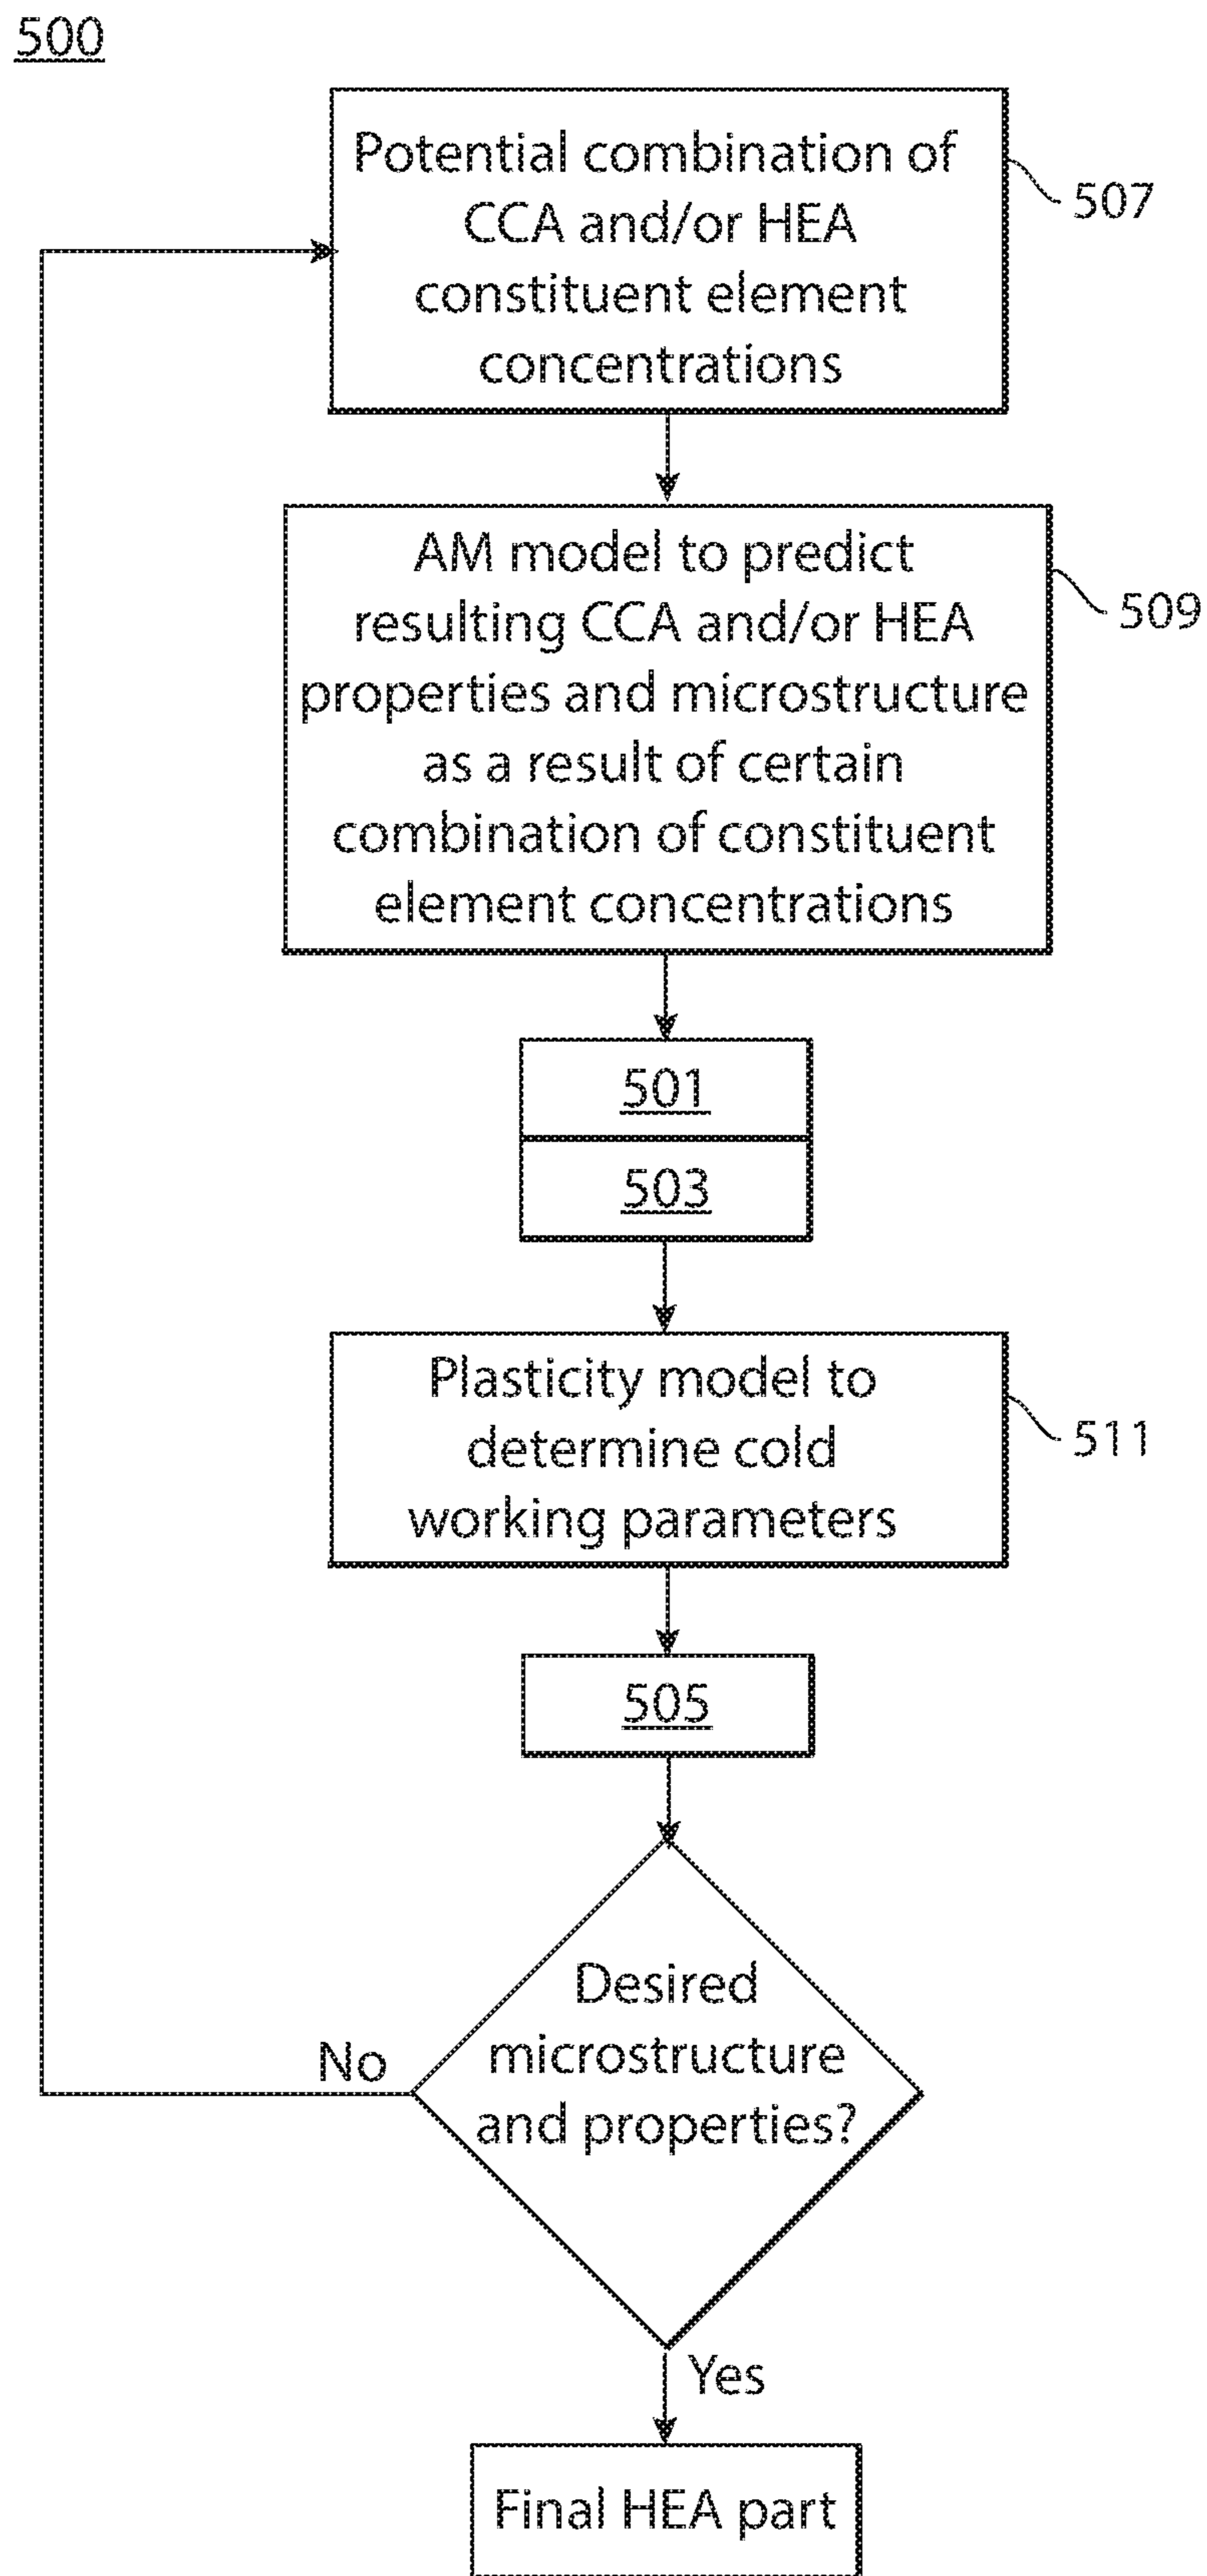 500
Potential combination of
CCA and/or HEA
constituent element
concentrations
507
AM model to predict
resulting CCA and/or HEA
properties and microstructure
as a result of certain
combination of constituent
element concentrations
509
501
503
Plasticity model to
determine cold
working parameters
511
505
Desired
microstructure
and properties?
No
Yes
Final HEA part